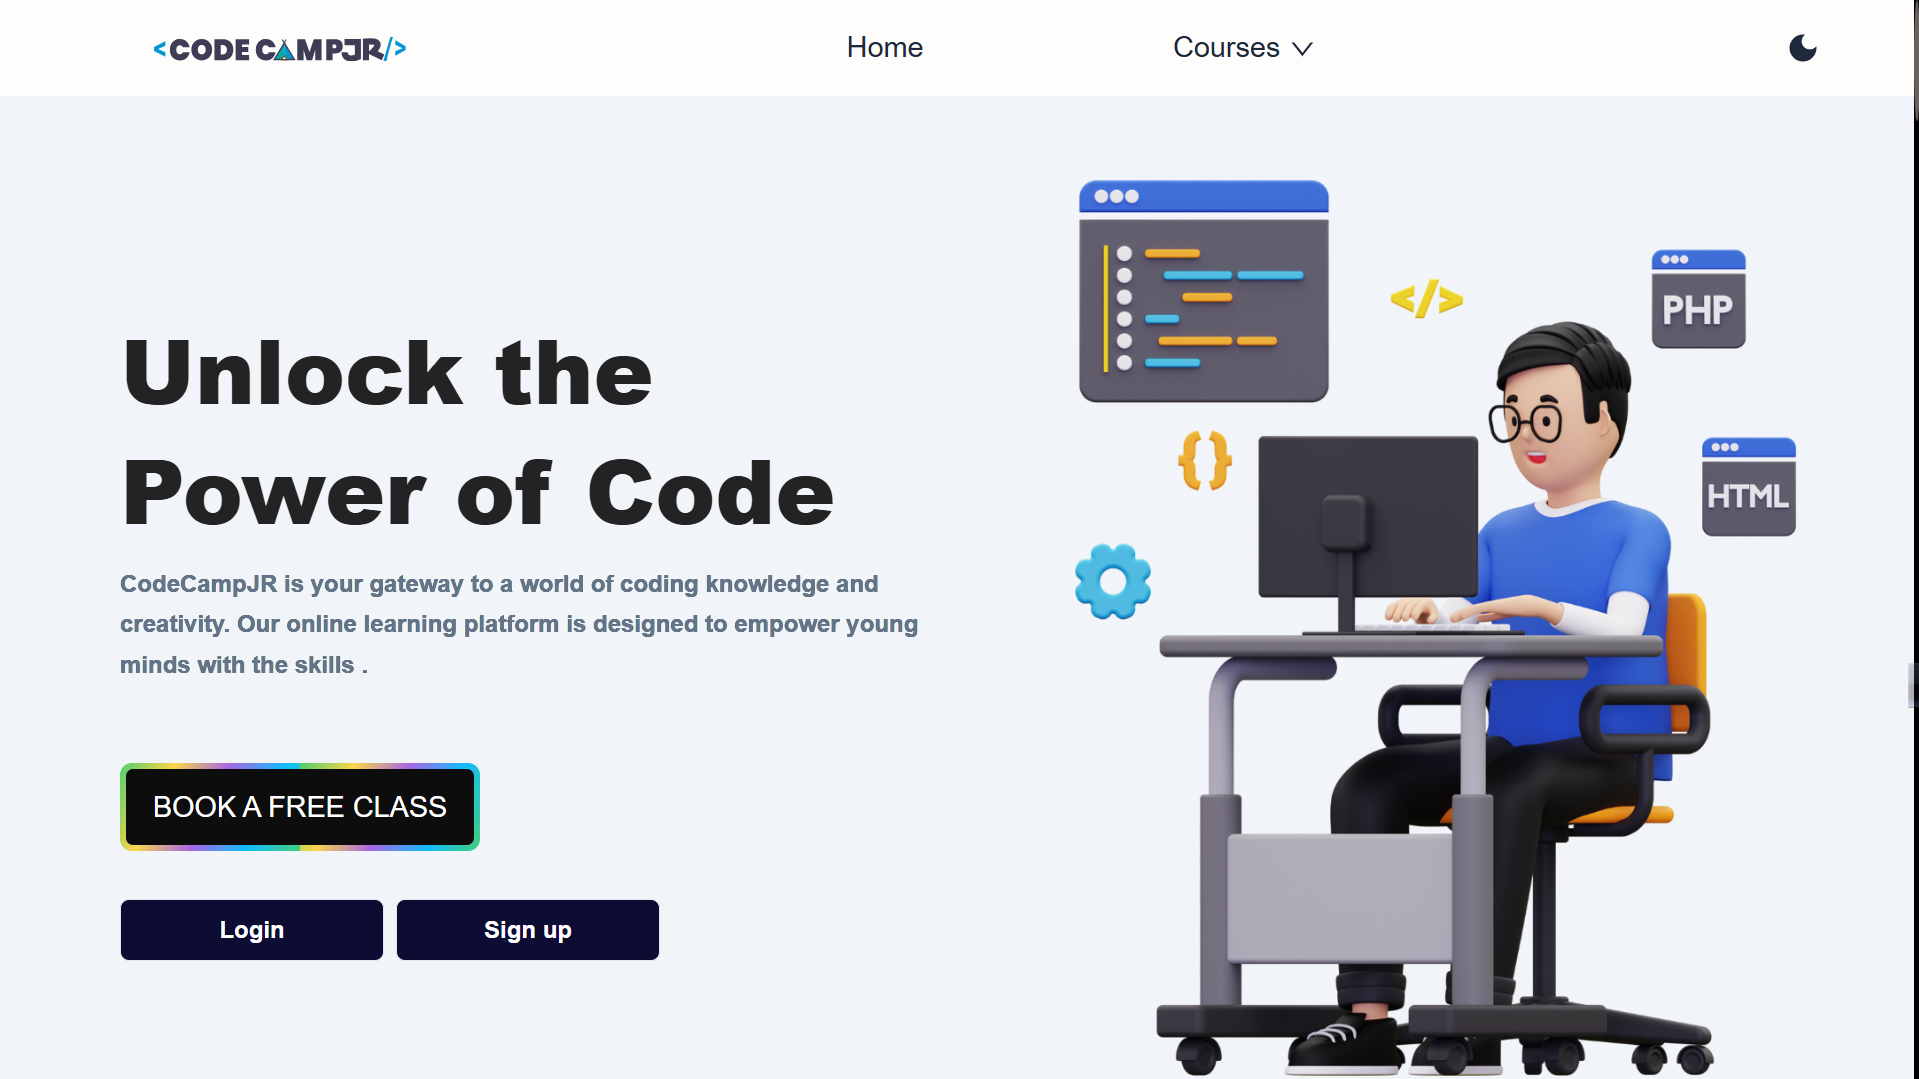 <CODE CAMPJR/>
Home
Courses
Unlock the
Power of Code
CodeCampJR is your gateway to a world of coding knowledge and
creativity. Our online learning platform is designed to empower young
minds with the skills .
BOOK A FREE CLASS
Login
Sign up
</>
PHP
{}
HTML